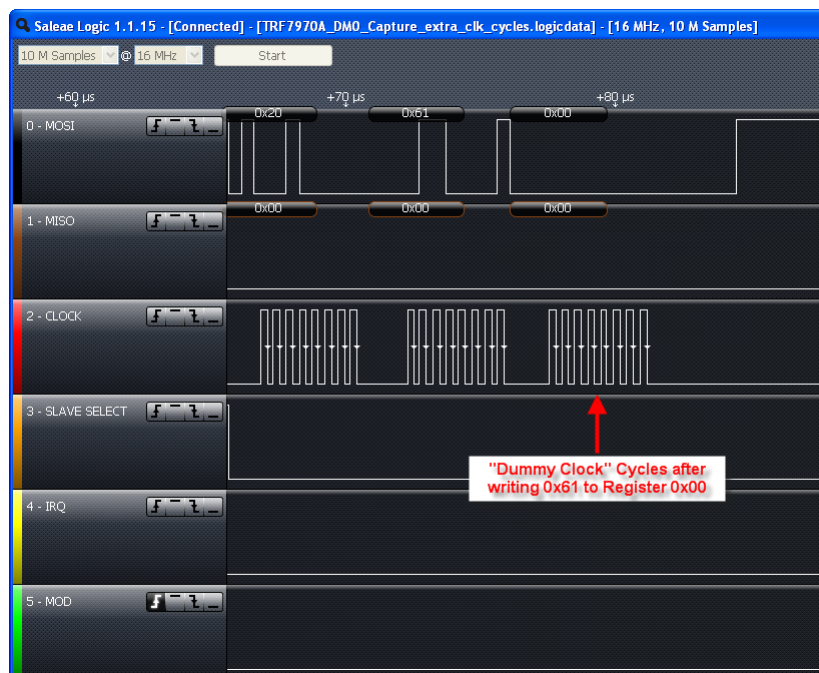 Saleae Logic 1.1.15 - [Connected] - [TRF7970A_DM0_Capture_extra_clk_cycles.logicdata] - [16 MHz, 10 M Samples]
10 M Samples @ 16 MHz Start
+60 µs +70 µs +80 µs
0x20 0x61 0x00
0 - MOSI
0x00 0x00 0x00
1 - MISO
2 - CLOCK
3 - SLAVE SELECT
"Dummy Clock" Cycles after
writing 0x61 to Register 0x00
4 - IRQ
5 - MOD